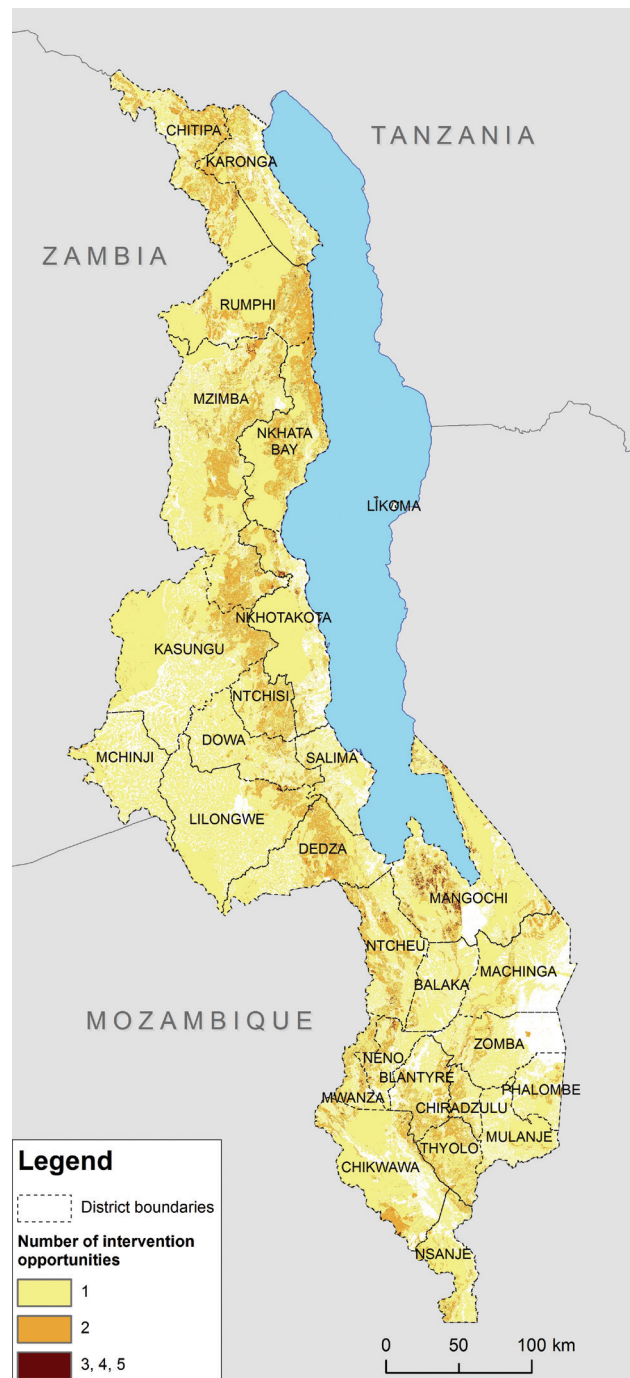 TANZANIA
CHITIPA
KARONGA
ZAMBIA
RUMPHI
MZIMBA
NKHATA
BAY
LĪKOMA
NKHOTAKOTA
KASUNGU
NTCHISI
DOWA
MCHINJI
SALIMA
LILONGWE
DEDZA
MANGOCHI
NTCHEU
MACHINGA
BALAKA
MOZAMBIQUE
ZOMBA
NENO
BLANTYRE
PHALOMBE
MWANZA
CHIRADZULU
MULANJE
THYOLO
CHIKWAWA
NSANJE
Legend
District boundaries
Number of intervention
opportunities
1
2
3, 4, 5
0 50 100 km